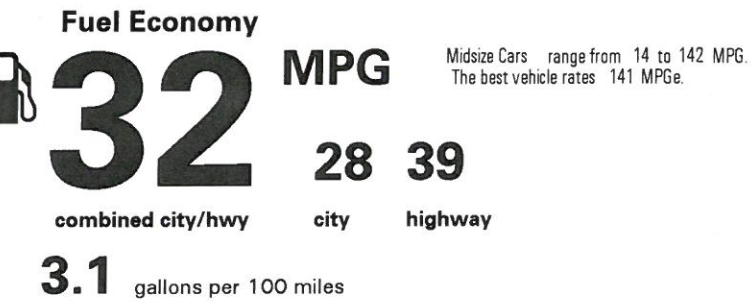 Fuel Economy
32 MPG
Midsize Cars range from 14 to 142 MPG.
The best vehicle rates 141 MPGe.
28 39
combined city/hwy city highway
3.1 gallons per 100 miles